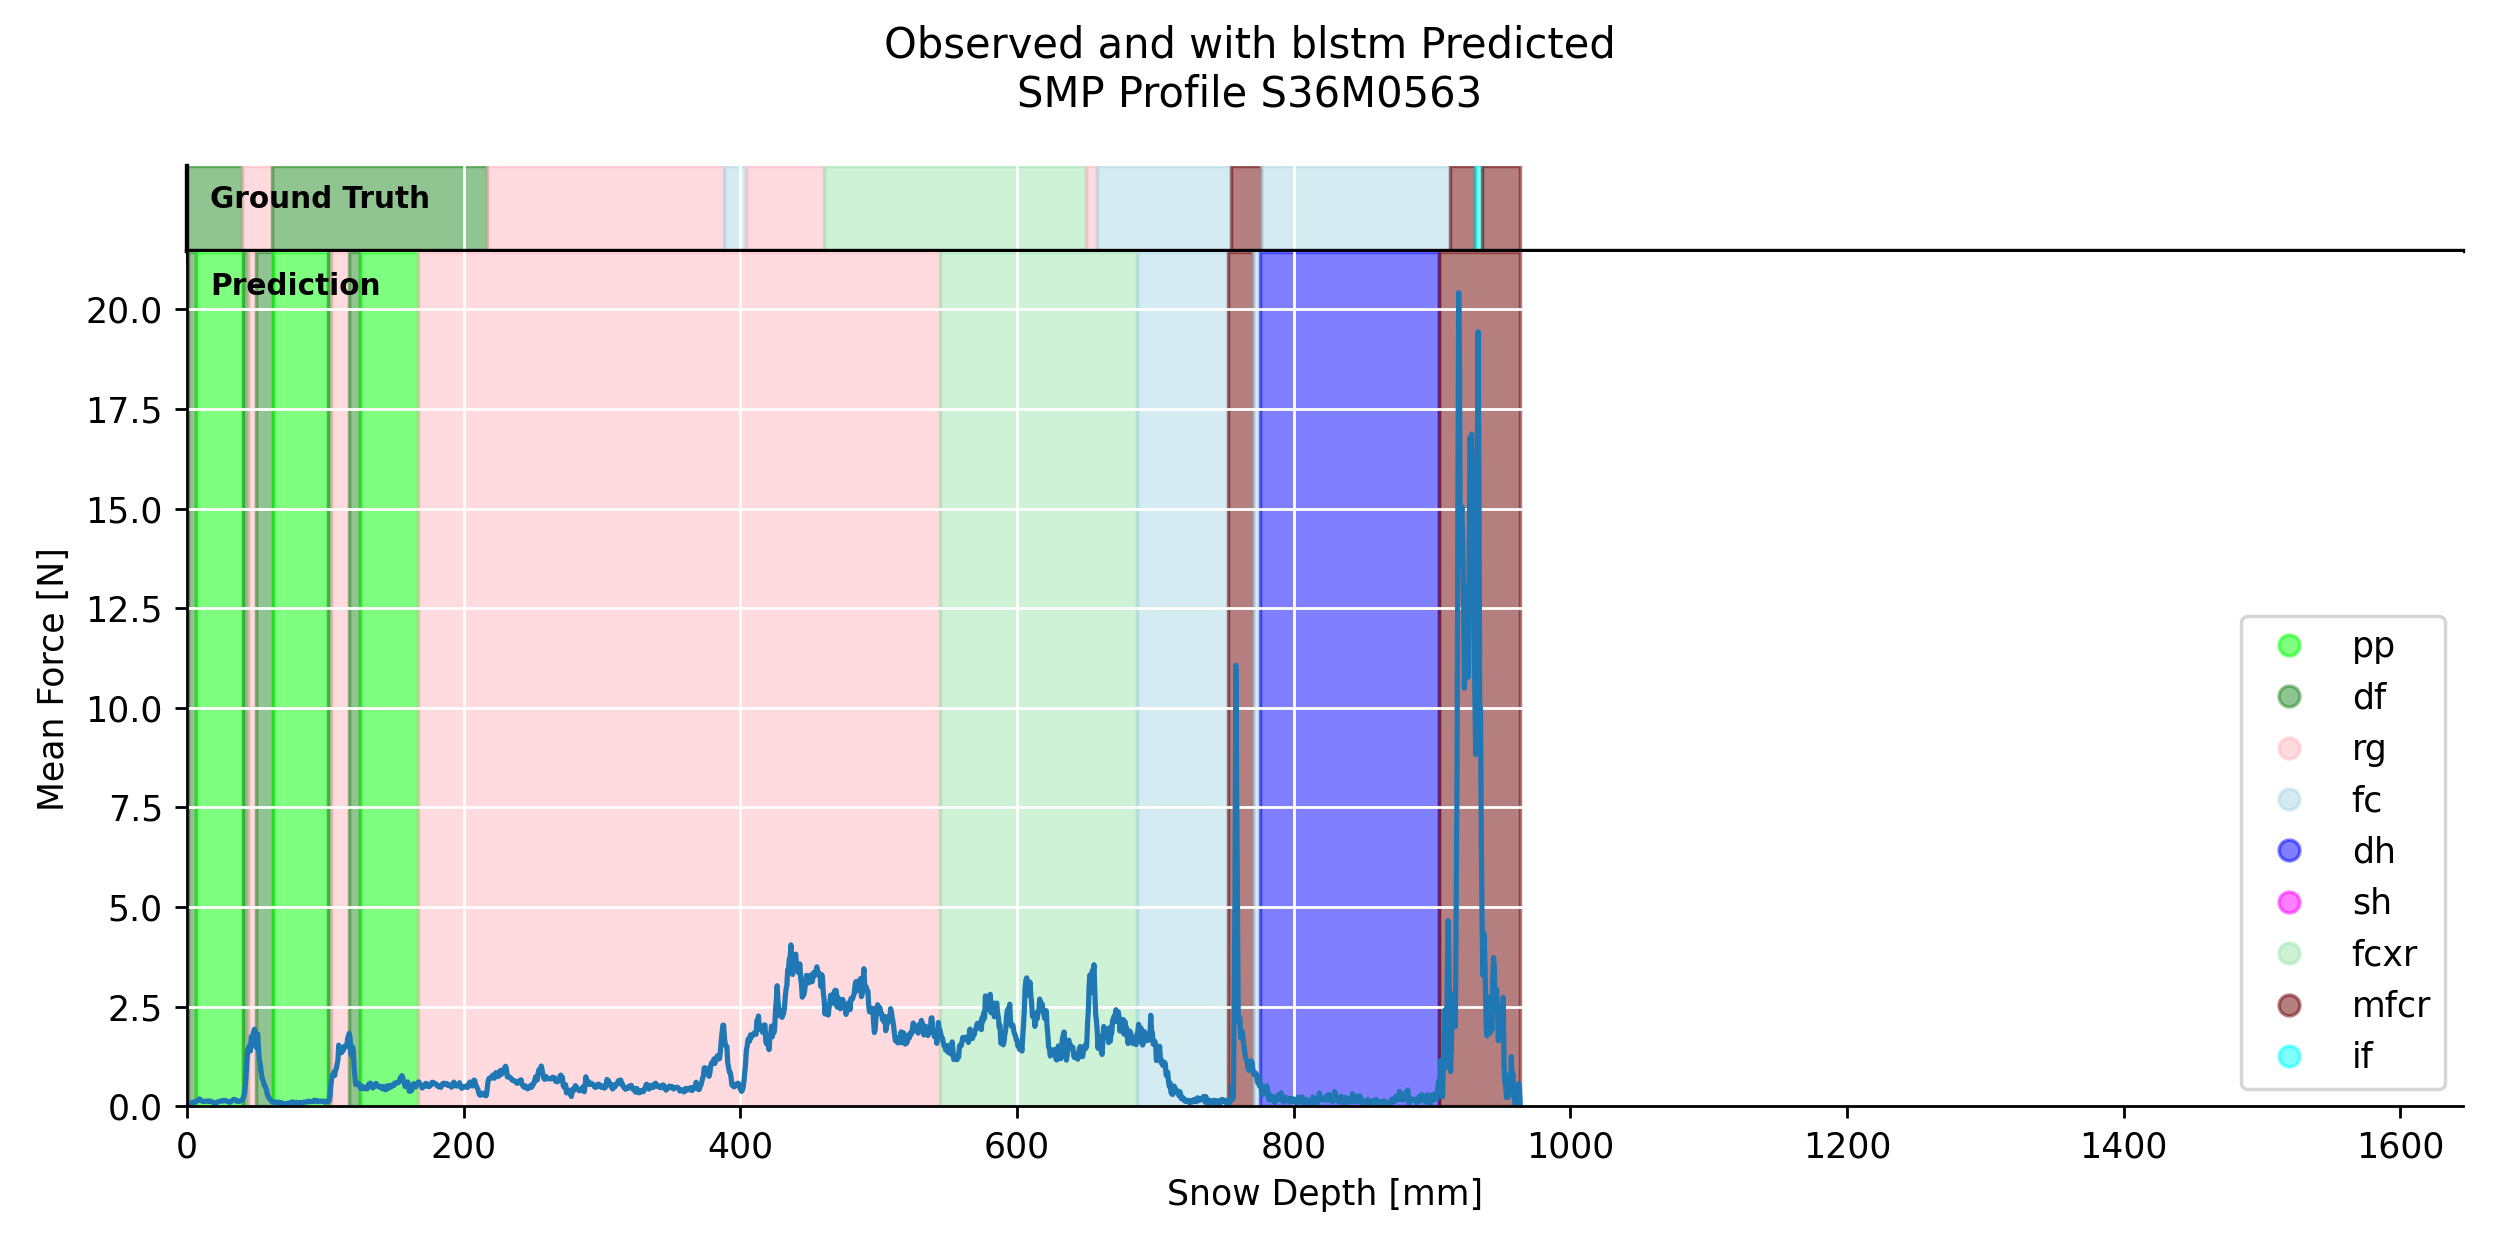 Observed and with blstm Predicted
SMP Profile S36M0563
Ground Truth
Prediction
20.0
17.5
15.0
12.5
10.0
7.5
5.0
2.5
0.0
Mean Force [N]
0 200 400 600 800 1000 1200 1400 1600
Snow Depth [mm]
pp
df
rg
fc
dh
sh
fcxr
mfcr
if